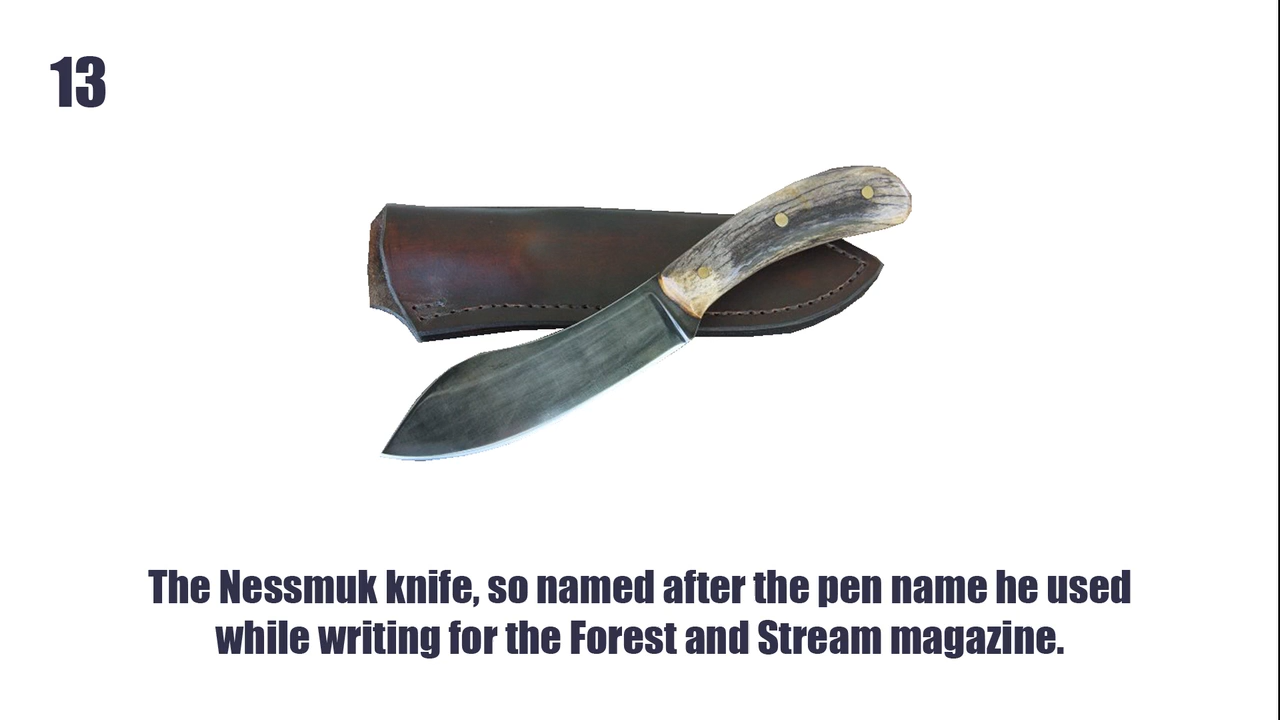 13
The Nessmuk knife, so named after the pen name he used
while writing for the Forest and Stream magazine.